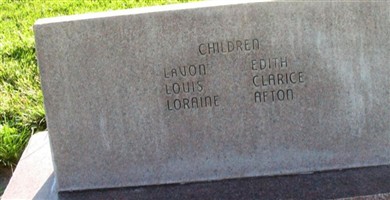 CHILDREN
LAVON EDITH
LOUIS CLARICE
LORAINE AFTON